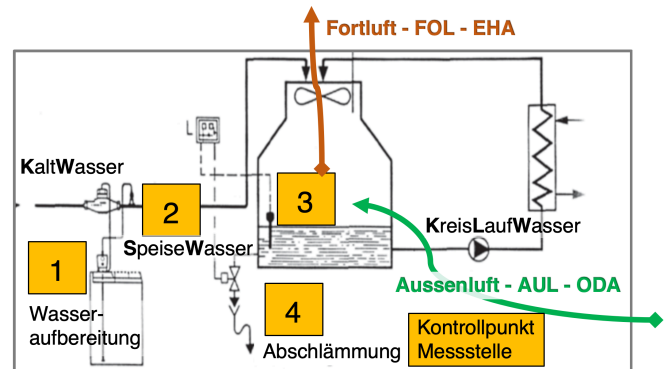 Fortluft - FOL - EHA
L
KaltWasser
2
3
SpeiseWasser
KreisLaufWasser
1
Aussenluft - AUL - ODA
Wasser-
aufbereitung
4
Abschlämmung
Kontrollpunkt
Messstelle